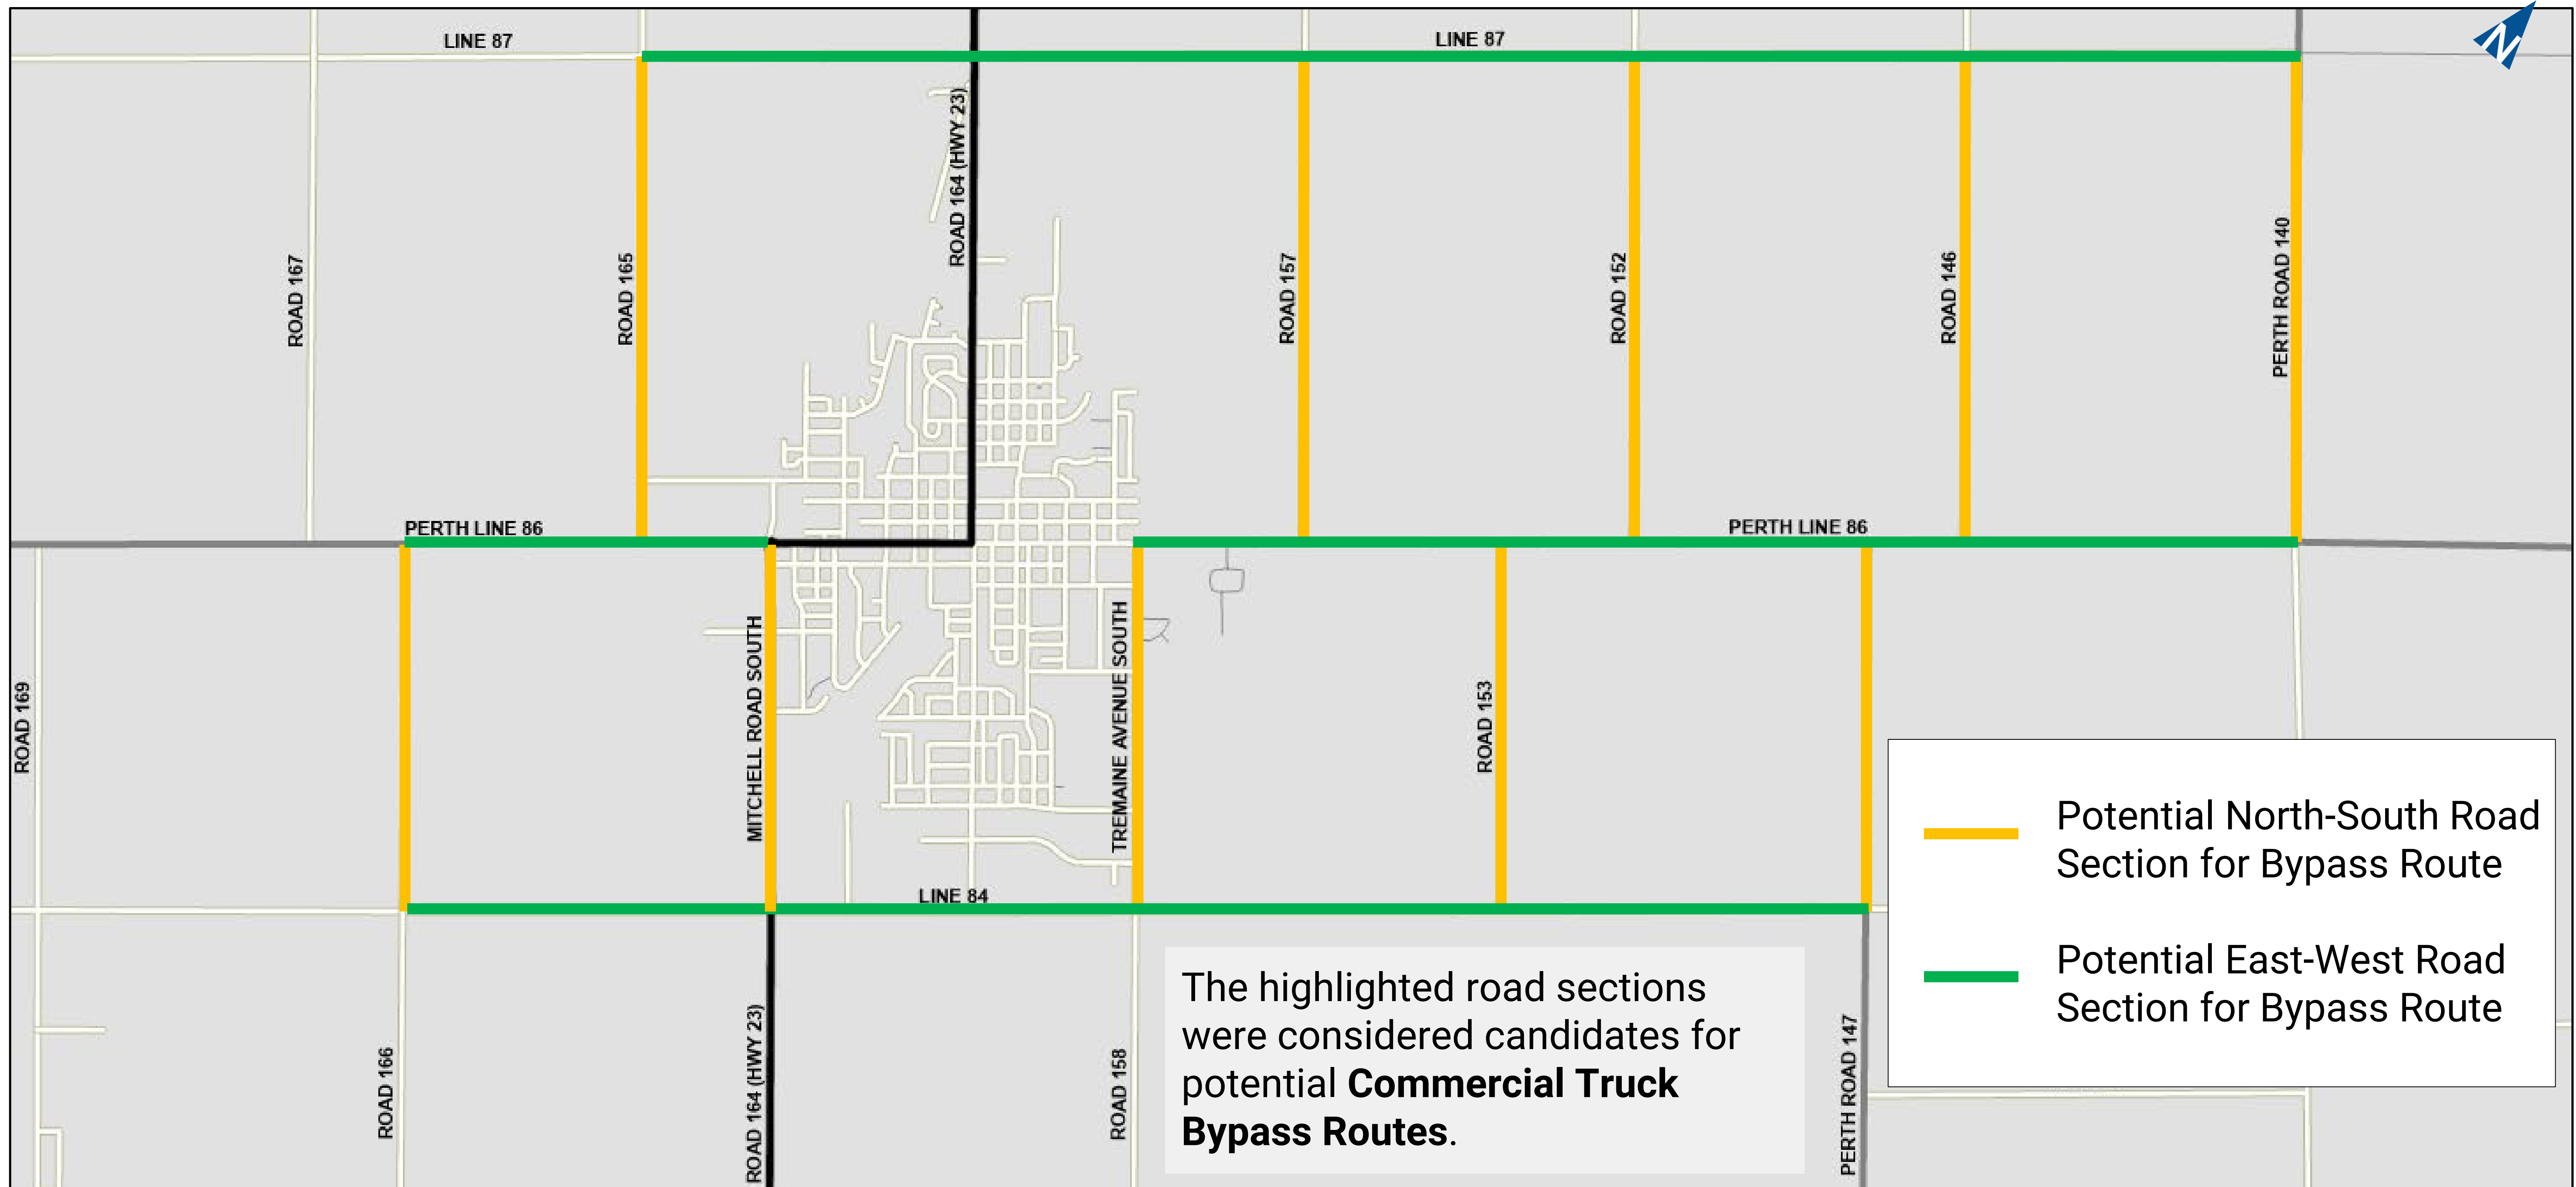 LINE 87
LINE 87
N
ROAD 167
ROAD 165
ROAD 164 (HWY 23)
ROAD 157
ROAD 152
ROAD 146
PERTH ROAD 140
PERTH LINE 86
PERTH LINE 86
ROAD 169
MITCHELL ROAD SOUTH
TREMAINE AVENUE SOUTH
ROAD 153
LINE 84
ROAD 166
ROAD 164 (HWY 23)
ROAD 158
PERTH ROAD 147
Potential North-South Road
Section for Bypass Route
Potential East-West Road
Section for Bypass Route
The highlighted road sections
were considered candidates for
potential Commercial Truck
Bypass Routes.